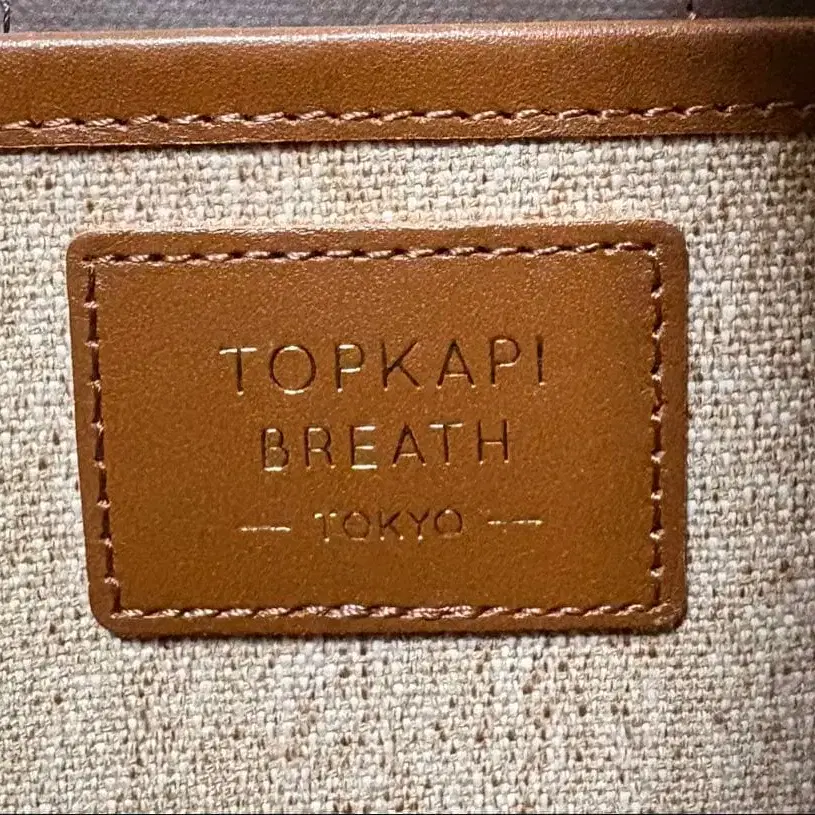 TOPKAPI
BREATH
— TOKYO —